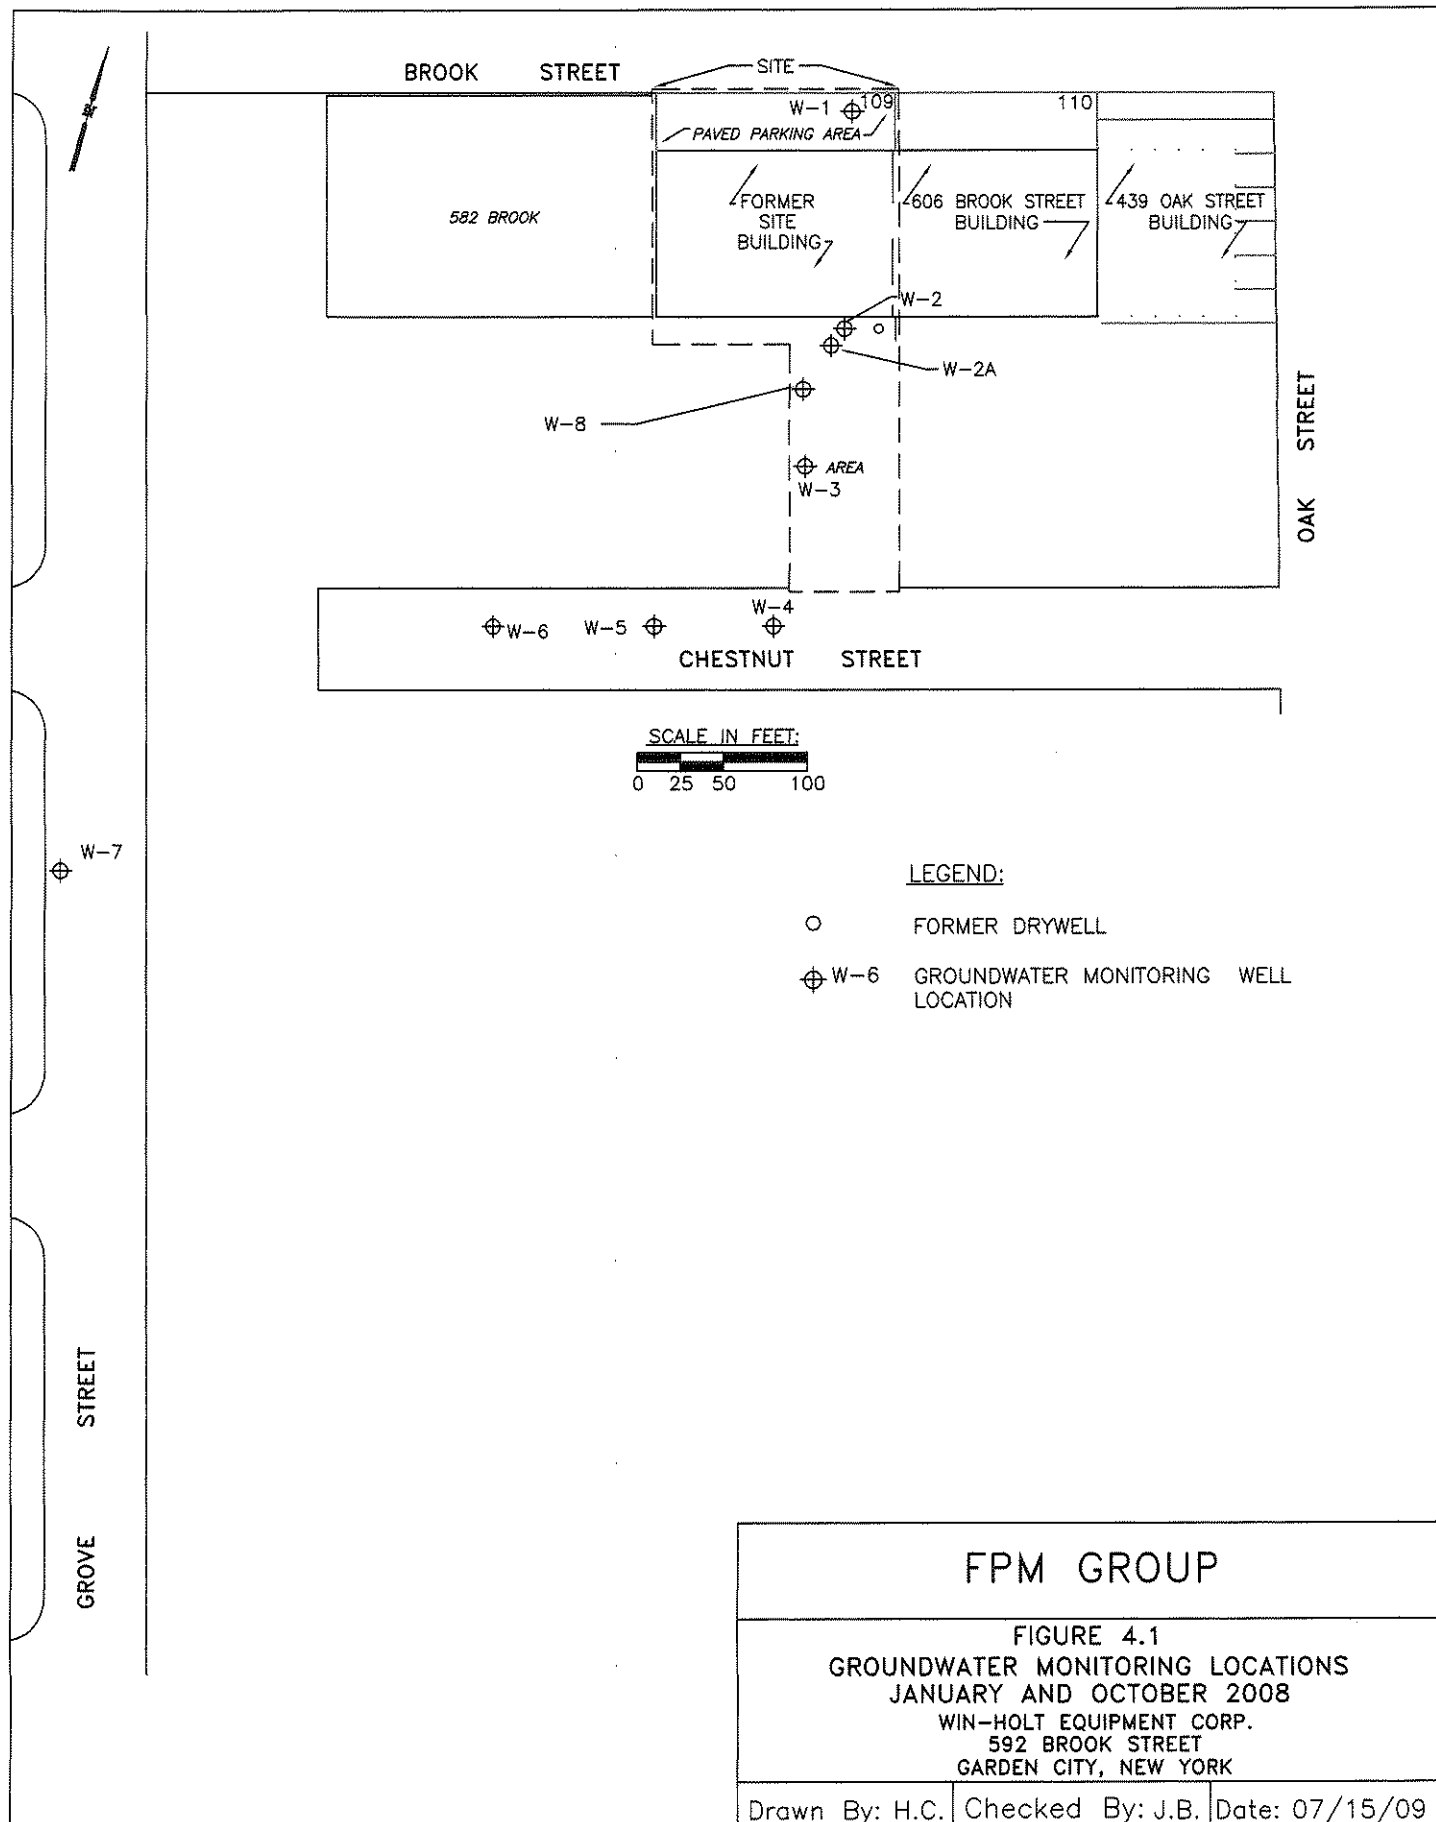 BROOK STREET
SITE
W-1
109
110
PAVED PARKING AREA
582 BROOK
FORMER
SITE
BUILDING
606 BROOK STREET
BUILDING
439 OAK STREET
BUILDING
W-2
W-2A
W-8
AREA
W-3
OAK STREET
W-4
W-6
W-5
CHESTNUT STREET
SCALE IN FEET:
0 25 50 100
W-7
LEGEND:
FORMER DRYWELL
W-6 GROUNDWATER MONITORING WELL
LOCATION
GROVE STREET
FPM GROUP
FIGURE 4.1
GROUNDWATER MONITORING LOCATIONS
JANUARY AND OCTOBER 2008
WIN-HOLT EQUIPMENT CORP.
592 BROOK STREET
GARDEN CITY, NEW YORK
Drawn By: H.C. Checked By: J.B. Date: 07/15/09